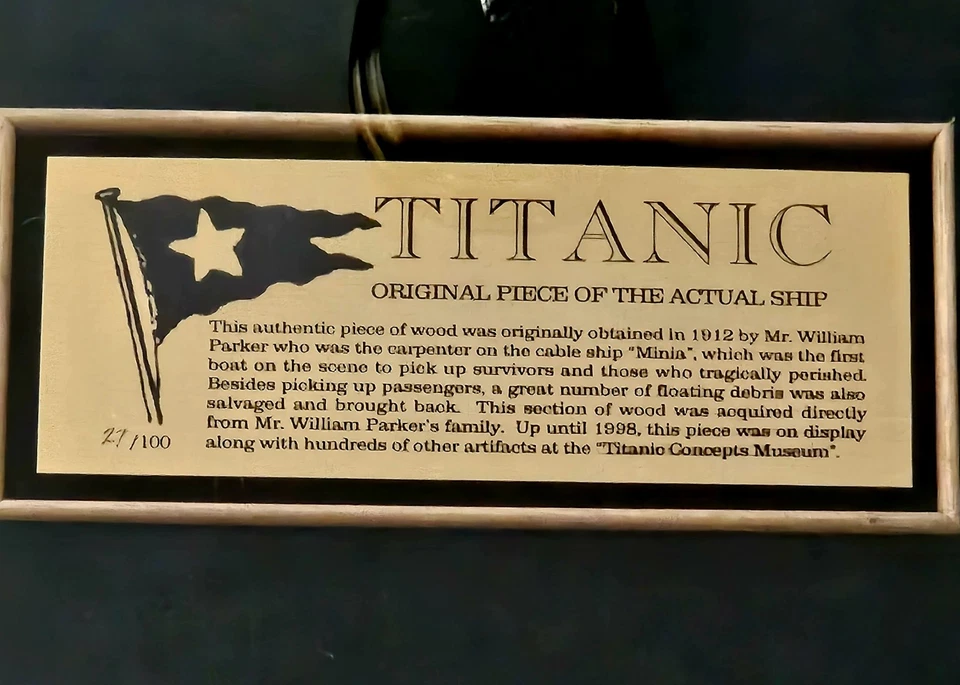 TITANIC
ORIGINAL PIECE OF THE ACTUAL SHIP
This authentic piece of wood was originally obtained in 1912 by Mr. William
Parker who was the carpenter on the cable ship "Minia", which was the first
boat on the scene to pick up survivors and those who tragically perished.
Besides picking up passengers, a great number of floating debris was also
salvaged and brought back. This section of wood was acquired directly
from Mr. William Parker's family. Up until 1998, this piece was on display
along with hundreds of other artifacts at the "Titanic Concepts Museum".
27/100